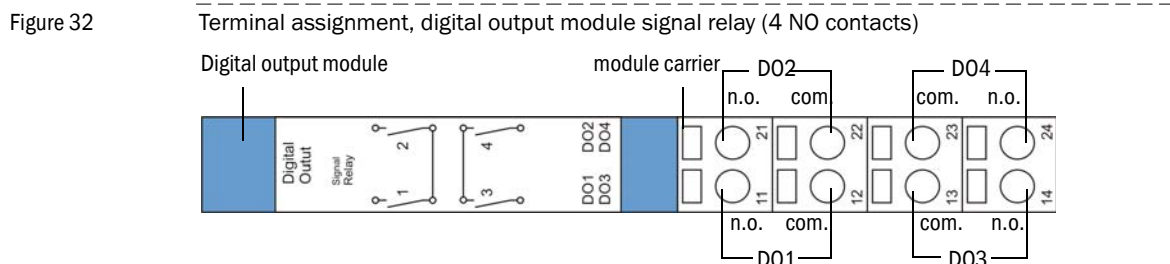 Figure 32
Terminal assignment, digital output module signal relay (4 NO contacts)
Digital output module
module carrier
DO2
DO4
n.o.
com.
com.
n.o.
Digital
Outut
Signal
Relay
2
4
1
3
DO2
DO4
DO1
DO3
21
22
23
24
11
12
13
14
n.o.
com.
com.
n.o.
DO1
DO3